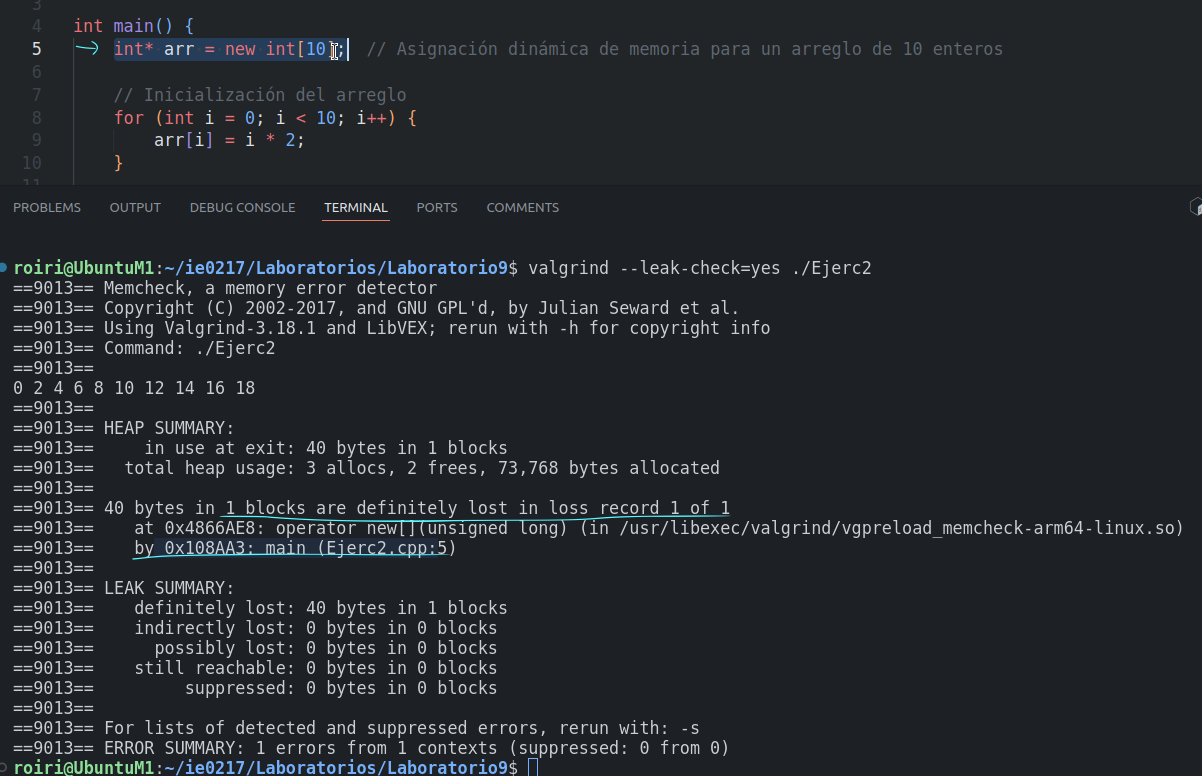 3
4 int main() {
5 int* arr = new int[10]; // Asignación dinámica de memoria para un arreglo de 10 enteros
6
7 // Inicialización del arreglo
8 for (int i = 0; i < 10; i++) {
9 arr[i] = i * 2;
10 }
11
PROBLEMS OUTPUT DEBUG CONSOLE TERMINAL PORTS COMMENTS
roiri@UbuntuM1:~/ie0217/Laboratorios/Laboratorio9$ valgrind --leak-check=yes ./Ejerc2
==9013== Memcheck, a memory error detector
==9013== Copyright (C) 2002-2017, and GNU GPL'd, by Julian Seward et al.
==9013== Using Valgrind-3.18.1 and LibVEX; rerun with -h for copyright info
==9013== Command: ./Ejerc2
==9013==
0 2 4 6 8 10 12 14 16 18
==9013==
==9013== HEAP SUMMARY:
==9013==     in use at exit: 40 bytes in 1 blocks
==9013==   total heap usage: 3 allocs, 2 frees, 73,768 bytes allocated
==9013==
==9013== 40 bytes in 1 blocks are definitely lost in loss record 1 of 1
==9013==    at 0x4866AE8: operator new[](unsigned long) (in /usr/libexec/valgrind/vgpreload_memcheck-arm64-linux.so)
==9013==    by 0x108AA3: main (Ejerc2.cpp:5)
==9013==
==9013== LEAK SUMMARY:
==9013==    definitely lost: 40 bytes in 1 blocks
==9013==    indirectly lost: 0 bytes in 0 blocks
==9013==      possibly lost: 0 bytes in 0 blocks
==9013==    still reachable: 0 bytes in 0 blocks
==9013==         suppressed: 0 bytes in 0 blocks
==9013==
==9013== For lists of detected and suppressed errors, rerun with: -s
==9013== ERROR SUMMARY: 1 errors from 1 contexts (suppressed: 0 from 0)
roiri@UbuntuM1:~/ie0217/Laboratorios/Laboratorio9$